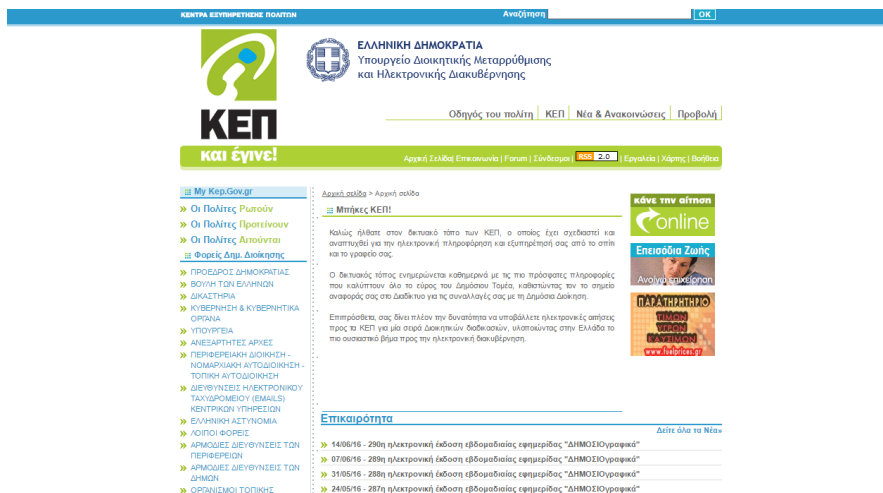 ΚΕΝΤΡΑ ΕΞΥΠΗΡΕΤΗΣΗΣ ΠΟΛΙΤΩΝ
Αναζήτηση
OK
ΕΛΛΗΝΙΚΗ ΔΗΜΟΚΡΑΤΙΑ
Υπουργείο Διοικητικής Μεταρρύθμισης
και Ηλεκτρονικής Διακυβέρνησης
ΚΕΠ
και έγινε!
Οδηγός του πολίτη | ΚΕΠ | Νέα & Ανακοινώσεις | Προβολή
Αρχική Σελίδα| Επικοινωνία | Forum | Σύνδεσμοι | RSS 2.0 | Εργαλεία | Χάρτης | Βοήθεια
My Kep.Gov.gr
Οι Πολίτες Ρωτούν
Οι Πολίτες Προτείνουν
Οι Πολίτες Απούνται
Φορείς Δημ. Διοίκησης
ΠΡΟΕΔΡΟΣ ΔΗΜΟΚΡΑΤΙΑΣ
ΒΟΥΛΗ ΤΩΝ ΕΛΛΗΝΩΝ
ΔΙΚΑΣΤΗΡΙΑ
ΚΥΒΕΡΝΗΣΗ & ΚΥΒΕΡΝΗΤΙΚΑ
ΟΡΓΑΝΑ
ΥΠΟΥΡΓΕΙΑ
ΑΝΕΞΑΡΤΗΤΕΣ ΑΡΧΕΣ
ΠΕΡΙΦΕΡΕΙΑΚΗ ΔΙΟΙΚΗΣΗ -
ΝΟΜΑΡΧΙΑΚΗ ΑΥΤΟΔΙΟΙΚΗΣΗ -
ΤΟΠΙΚΗ ΑΥΤΟΔΙΟΙΚΗΣΗ
ΔΙΕΥΘΥΝΣΕΙΣ ΗΛΕΚΤΡΟΝΙΚΟΥ
ΤΑΧΥΔΡΟΜΕΙΟΥ (EMAILS)
ΚΕΝΤΡΙΚΩΝ ΥΠΗΡΕΣΙΩΝ
ΕΛΛΗΝΙΚΗ ΑΣΤΥΝΟΜΙΑ
ΛΟΙΠΟΙ ΦΟΡΕΙΣ
ΑΡΜΟΔΙΕΣ ΔΙΕΥΘΥΝΣΕΙΣ ΤΩΝ
ΠΕΡΙΦΕΡΕΙΩΝ
ΑΡΜΟΔΙΕΣ ΔΙΕΥΘΥΝΣΕΙΣ ΤΩΝ
ΔΗΜΩΝ
ΟΡΓΑΝΙΣΜΟΙ ΤΟΠΙΚΗΣ
Αρχική σελίδα > Αρχική σελίδα
Μπήκες ΚΕΠ!
Καλώς ήλθατε στον δικτυακό τόπο των ΚΕΠ, ο οποίος έχει σχεδιαστεί και
αναπτυχθεί για την ηλεκτρονική πληροφόρηση και εξυπηρέτησή σας από το σπίτι
και το γραφείο σας.
Ο δικτυακός τόπος ενημερώνεται καθημερινά με τις πιο πρόσφατες πληροφορίες
που καλύπτουν όλο το εύρος του Δημόσιου Τομέα, καθιστώντας τον το σημείο
αναφοράς σας στο Διαδίκτυο για τις συναλλαγές σας με τη Δημόσια Διοίκηση.
Επιπρόσθετα, σας δίνει πλέον την δυνατότητα να υποβάλλετε ηλεκτρονικές αιτήσεις
προς τα ΚΕΠ για μία σειρά Διοικητικών διαδικασιών, υλοποιώντας στην Ελλάδα το
πιο ουσιαστικό βήμα προς την ηλεκτρονική διακυβέρνηση.
κάνε την αίτηση
online
Επεισόδια Ζωής
Ανοίγω επιχείρηση
ΠΑΡΑΤΗΡΗΤΗΡΙΟ
ΤΙΜΩΝ
ΥΓΡΩΝ
ΚΑΥΣΙΜΩΝ
www.fuelprices.gr
Επικαιρότητα
Δείτε όλα τα Νέα»
14/06/16 - 290η ηλεκτρονική έκδοση εβδομαδιαίας εφημερίδας "ΔΗΜΟΣΙΟγραφικά"
07/06/16 - 289η ηλεκτρονική έκδοση εβδομαδιαίας εφημερίδας "ΔΗΜΟΣΙΟγραφικά"
31/05/16 - 288η ηλεκτρονική έκδοση εβδομαδιαίας εφημερίδας "ΔΗΜΟΣΙΟγραφικά"
24/05/16 - 287η ηλεκτρονική έκδοση εβδομαδιαίας εφημερίδας "ΔΗΜΟΣΙΟγραφικά"